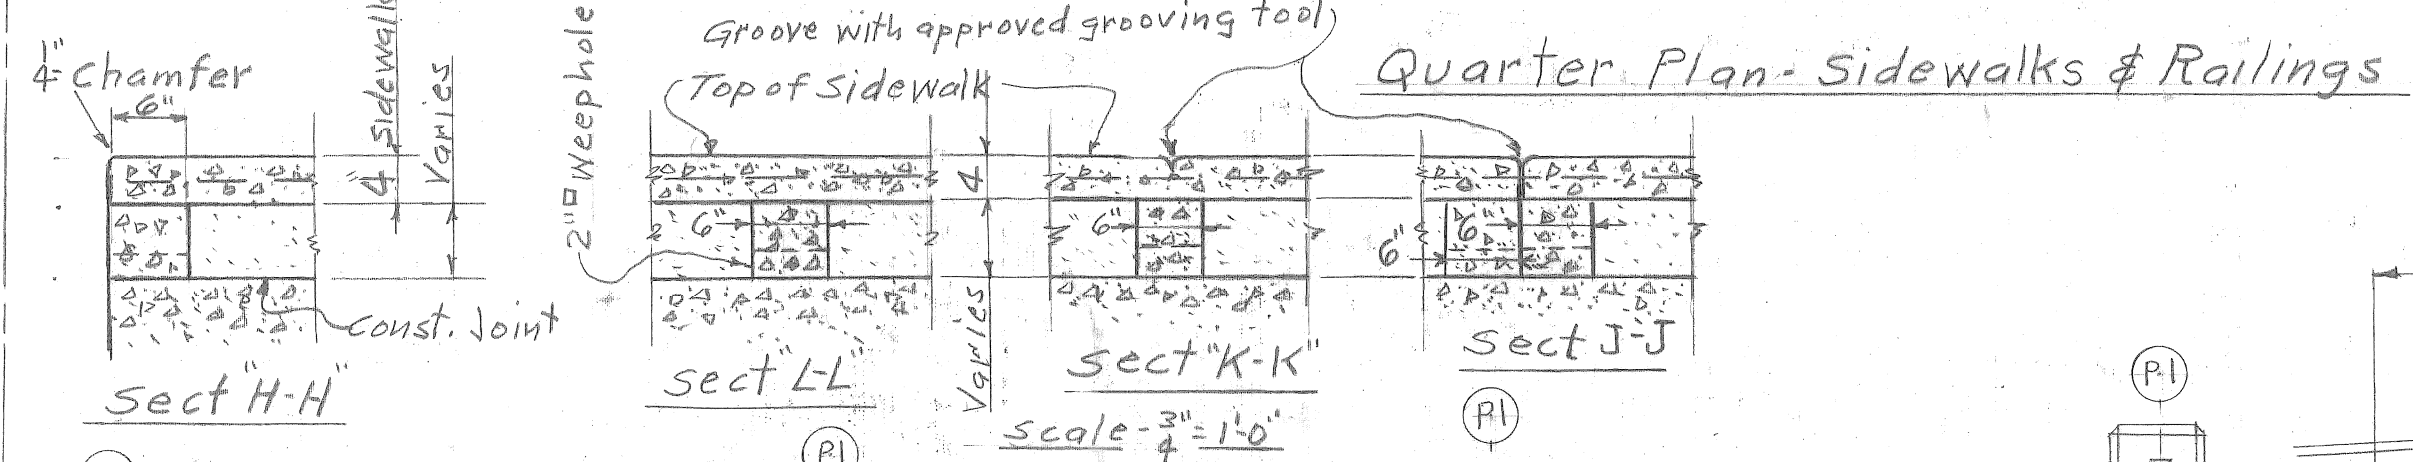 Groove with approved grooving tool
Quarter Plan - Sidewalks & Railings
1/4" Chamfer
Top of Sidewalk
2"□ Weephole
6"
4" Sidewalk
Varies
6"
4
6"
6
6"
Const. Joint
Varies
Sect "H-H"
Sect "L-L"
Sect "K-K"
Sect J-J
Scale - 3/4" = 1'-0"
P.1
P.1
P.1